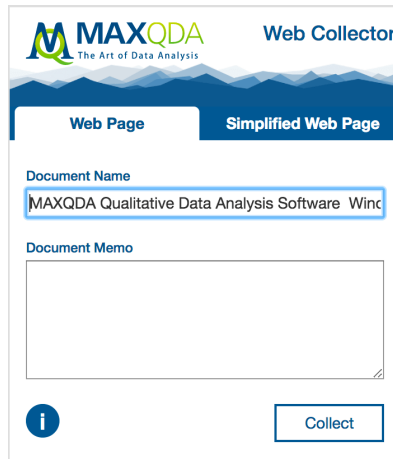 MAXQDA
The Art of Data Analysis
Web Collector
Web Page
Simplified Web Page
Document Name
MAXQDA Qualitative Data Analysis Software Winc
Document Memo
i
Collect